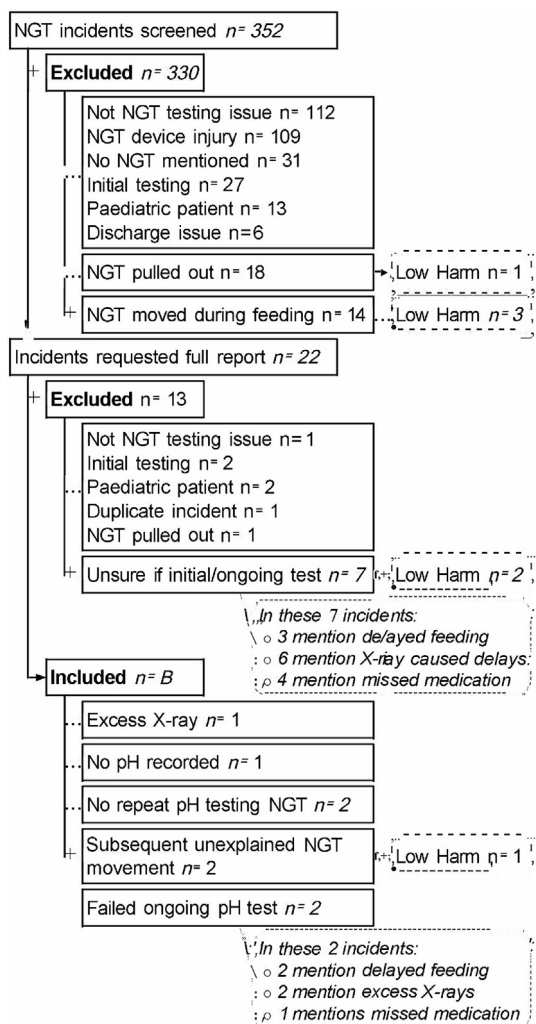 NGT incidents screened n= 352
Excluded n= 330
Not NGT testing issue n= 112
NGT device injury n= 109
No NGT mentioned n= 31
Initial testing n= 27
Paediatric patient n= 13
Discharge issue n=6
NGT pulled out n= 18
Low Harm n= 1
NGT moved during feeding n= 14
Low Harm n= 3
Incidents requested full report n= 22
Excluded n= 13
Not NGT testing issue n=1
Initial testing n= 2
Paediatric patient n= 2
Duplicate incident n= 1
NGT pulled out n= 1
Unsure if initial/ongoing test n= 7
Low Harm n=2
In these 7 incidents:
o 3 mention de/ayed feeding
o 6 mention X-ray caused delays
o 4 mention missed medication
Included n= B
Excess X-ray n= 1
No pH recorded n= 1
No repeat pH testing NGT n= 2
Subsequent unexplained NGT
movement n= 2
Low Harm n= 1
Failed ongoing pH test n= 2
In these 2 incidents:
o 2 mention delayed feeding
o 2 mention excess X-rays
o 1 mentions missed medication